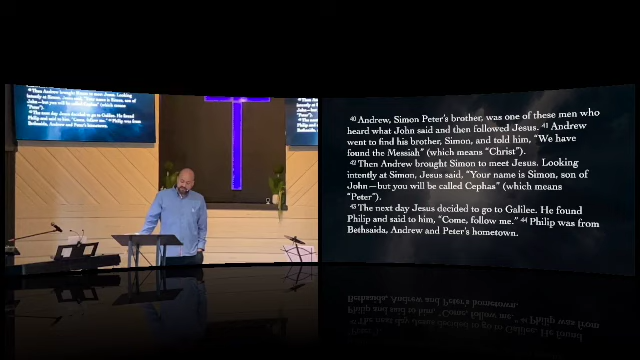 40 Andrew, Simon Peter's brother, was one of these men who
heard what John said and then followed Jesus. 41 Andrew
went to find his brother, Simon, and told him, "We have
found the Messiah" (which means "Christ").
42 Then Andrew brought Simon to meet Jesus. Looking
intently at Simon, Jesus said, "Your name is Simon, son of
John—but you will be called Cephas" (which means
"Peter").
43 The next day Jesus decided to go to Galilee. He found
Philip and said to him, "Come, follow me." 44 Philip was from
Bethsaida, Andrew and Peter's hometown.